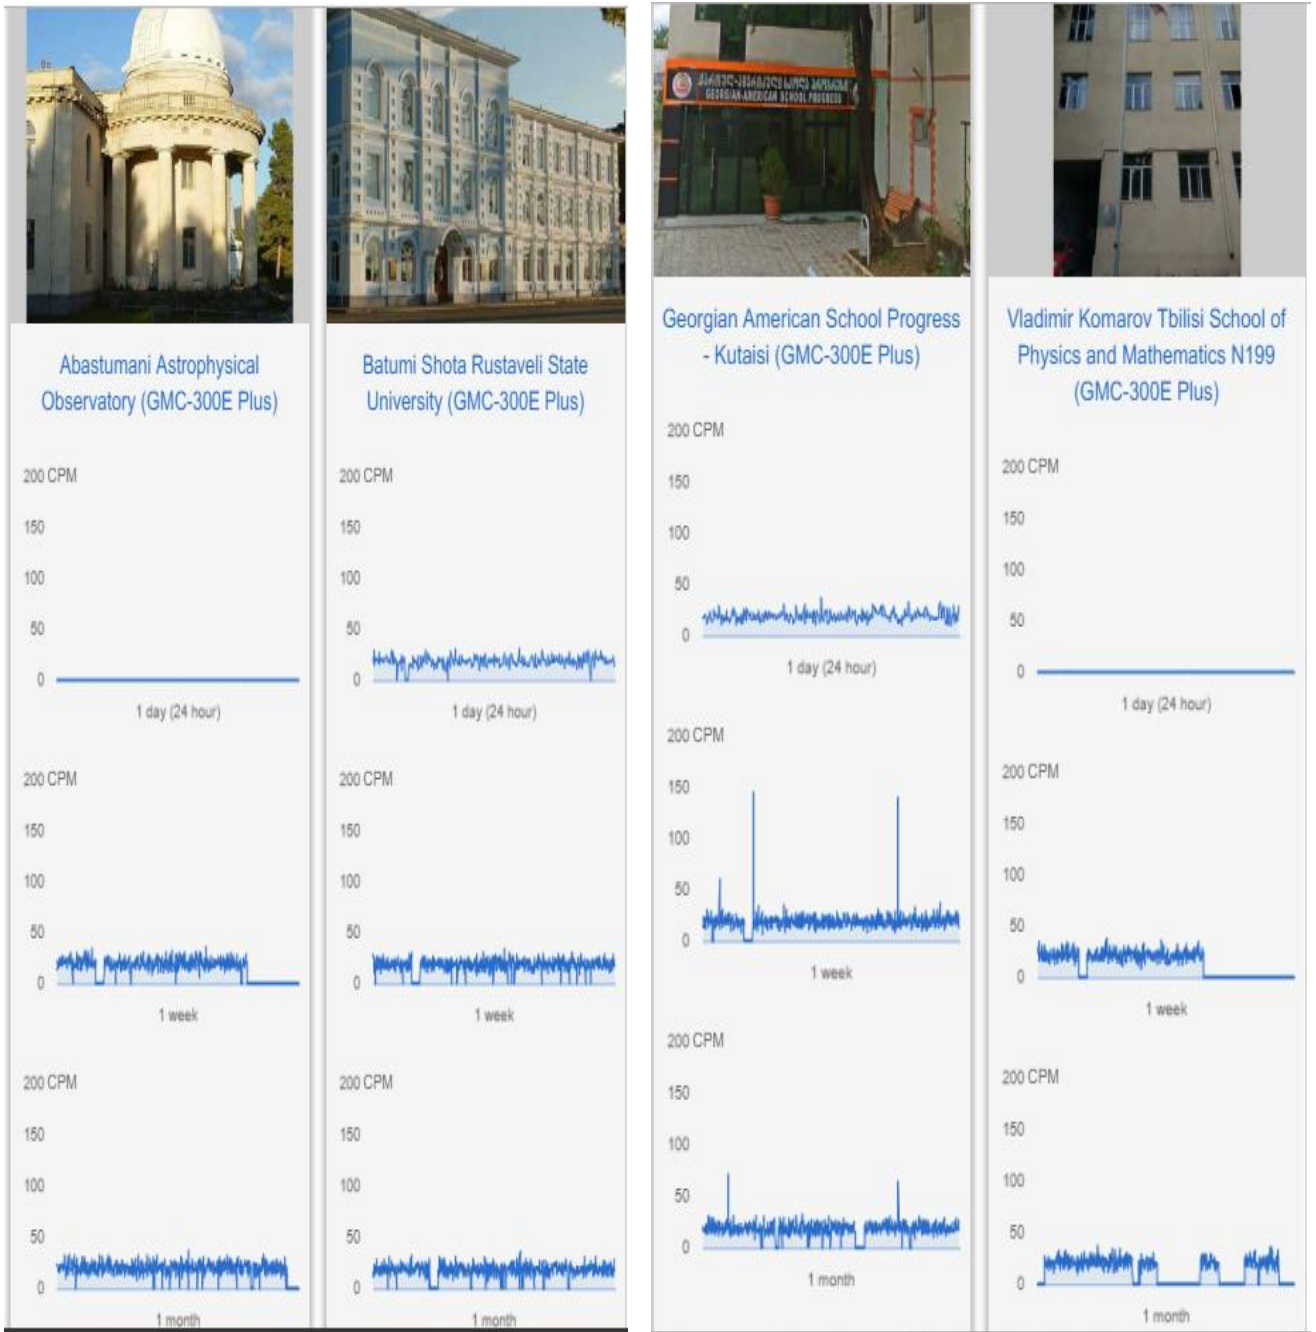 Abastumani Astrophysical
Observatory (GMC-300E Plus)
200 CPM
150
100
50
0
1 day (24 hour)
200 CPM
150
100
50
0
1 week
200 CPM
150
100
50
0
1 month
Batumi Shota Rustaveli State
University (GMC-300E Plus)
200 CPM
150
100
50
0
1 day (24 hour)
200 CPM
150
100
50
0
1 week
200 CPM
150
100
50
0
1 month
GEORGIAN-AMERICAN SCHOOL PROGRESS
Georgian American School Progress
- Kutaisi (GMC-300E Plus)
200 CPM
150
100
50
0
1 day (24 hour)
200 CPM
150
100
50
0
1 week
200 CPM
150
100
50
0
1 month
Vladimir Komarov Tbilisi School of
Physics and Mathematics N199
(GMC-300E Plus)
200 CPM
150
100
50
0
1 day (24 hour)
200 CPM
150
100
50
0
1 week
200 CPM
150
100
50
0
1 month